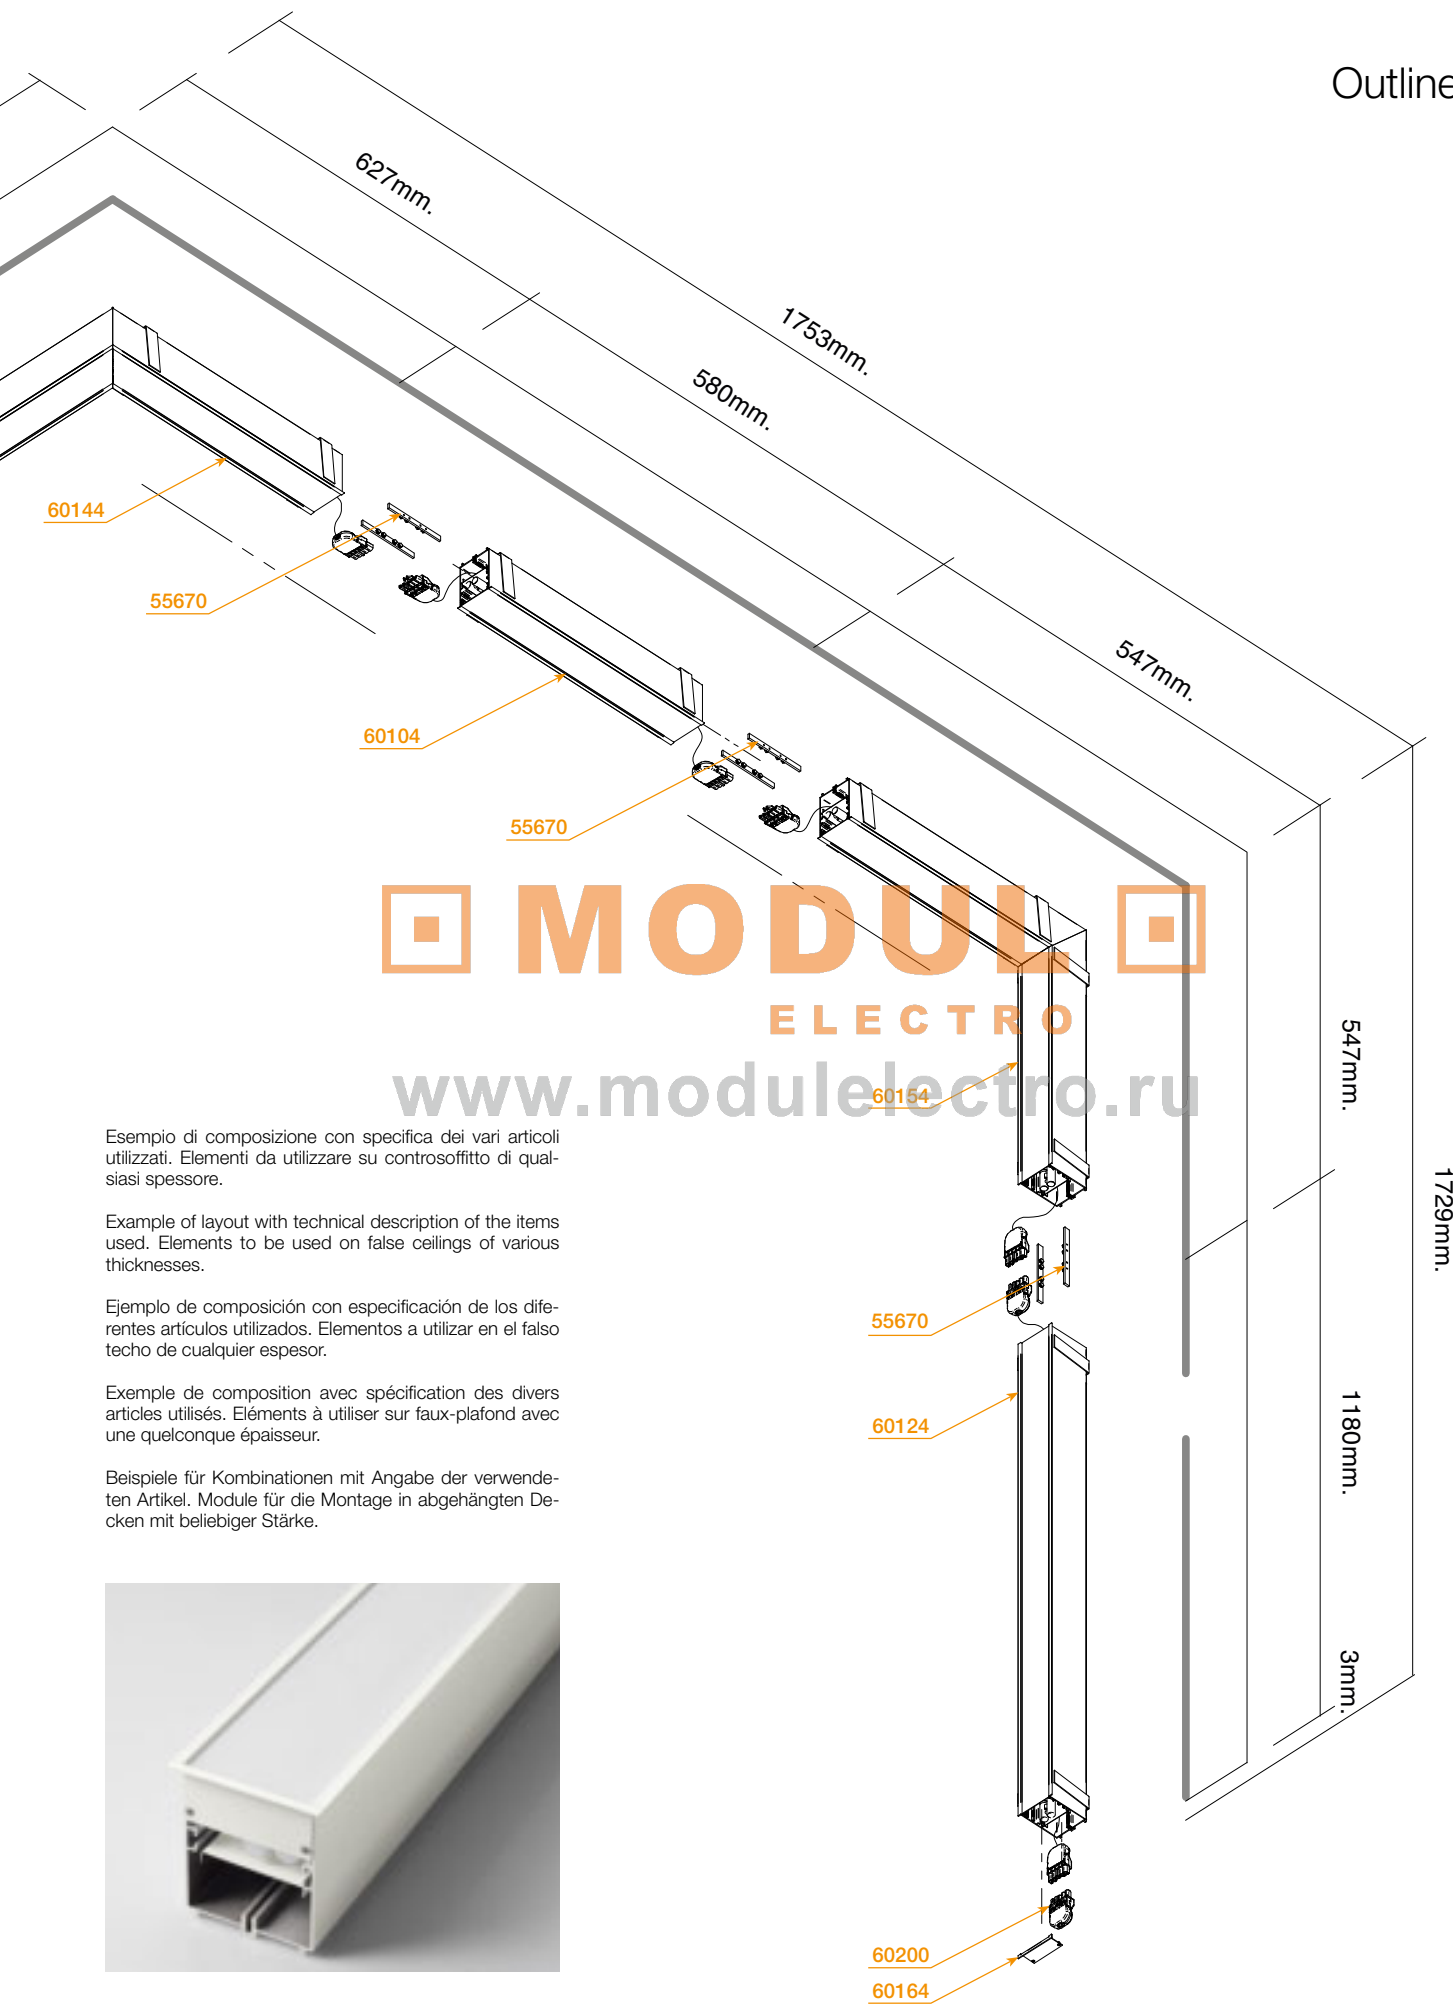 Outline
627mm.
1753mm.
580mm.
547mm.
60144
55670
60104
55670
MODUL
ELECTRO
www.modulelectro.ru
547mm.
60154
1729mm.
Esempio di composizione con specifica dei vari articoli
utilizzati. Elementi da utilizzare su controsoffitto di qual-
siasi spessore.
Example of layout with technical description of the items
used. Elements to be used on false ceilings of various
thicknesses.
Ejemplo de composición con especificación de los dife-
rentes artículos utilizados. Elementos a utilizar en el falso
techo de cualquier espesor.
Exemple de composition avec spécification des divers
articles utilisés. Eléments à utiliser sur faux-plafond avec
une quelconque épaisseur.
Beispiele für Kombinationen mit Angabe der verwende-
ten Artikel. Module für die Montage in abgehängten De-
cken mit beliebiger Stärke.
55670
60124
1180mm.
3mm.
60200
60164